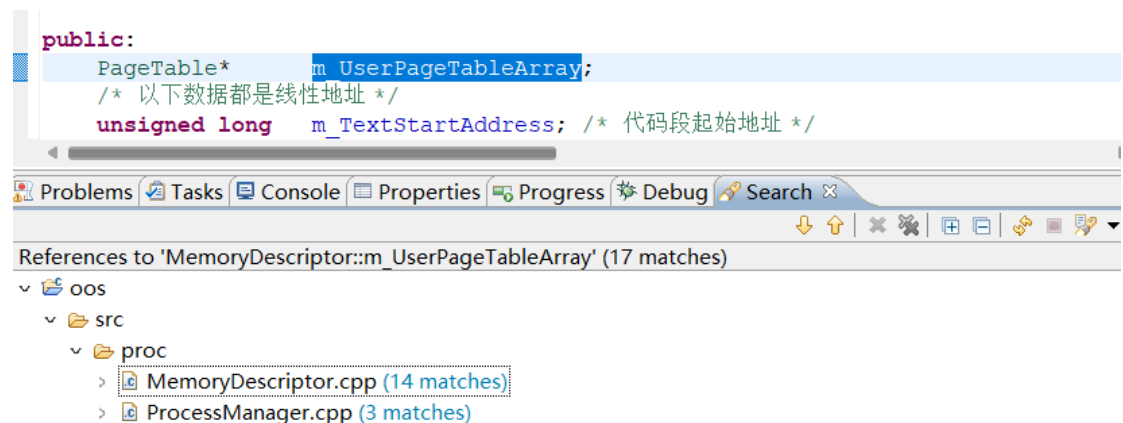 public:
PageTable* m_UserPageTableArray;
/* 以下数据都是线性地址 */
unsigned long m_TextStartAddress; /* 代码段起始地址 */
Problems Tasks Console Properties Progress Debug Search
References to 'MemoryDescriptor::m_UserPageTableArray' (17 matches)
oos
src
proc
MemoryDescriptor.cpp (14 matches)
ProcessManager.cpp (3 matches)